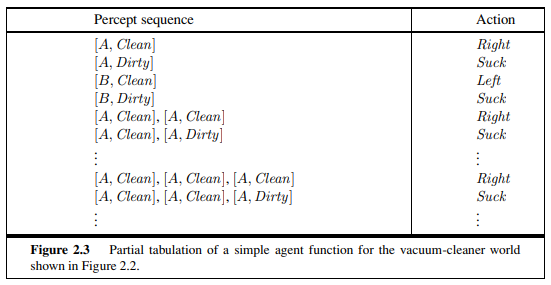 Percept sequence Action
[A, Clean] Right
[A, Dirty] Suck
[B, Clean] Left
[B, Dirty] Suck
[A, Clean], [A, Clean] Right
[A, Clean], [A, Dirty] Suck
⋮ ⋮
[A, Clean], [A, Clean], [A, Clean] Right
[A, Clean], [A, Clean], [A, Dirty] Suck
⋮ ⋮
Figure 2.3 Partial tabulation of a simple agent function for the vacuum-cleaner world
shown in Figure 2.2.